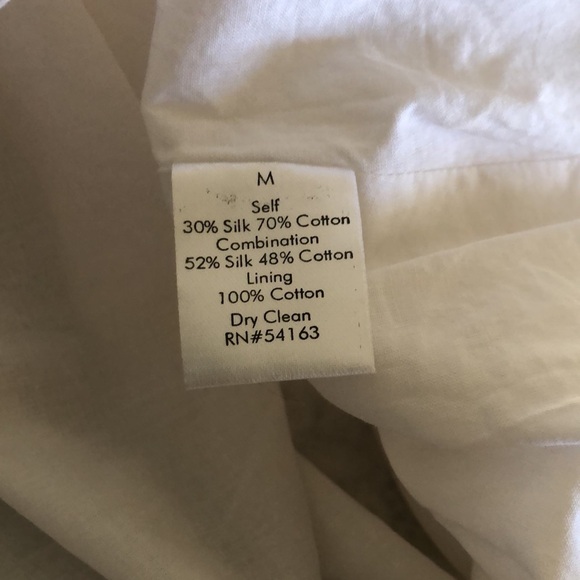 M
Self
30% Silk 70% Cotton
Combination
52% Silk 48% Cotton
Lining
100% Cotton
Dry Clean
RN#54163